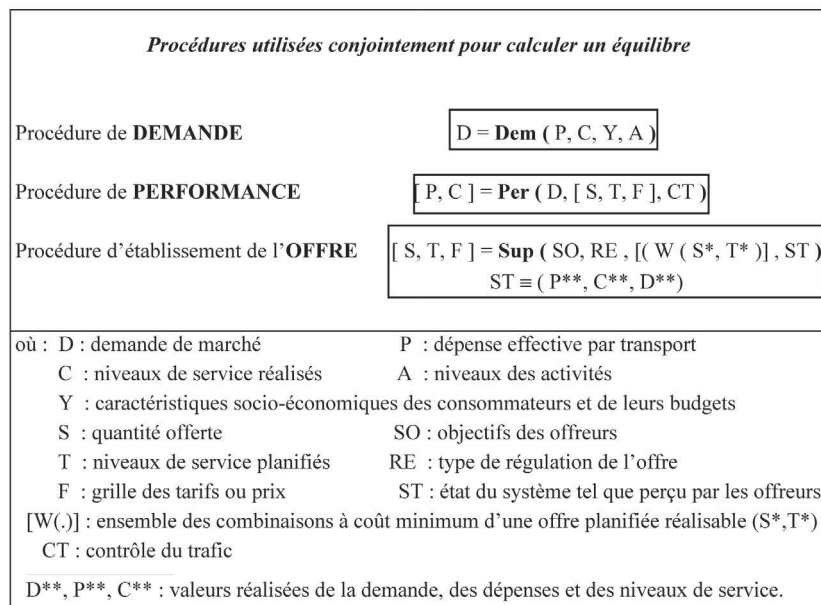 Procédures utilisées conjointement pour calculer un équilibre
Procédure de DEMANDE D = Dem ( P, C, Y, A )
Procédure de PERFORMANCE [ P, C ] = Per ( D, [ S, T, F ], CT )
Procédure d'établissement de l'OFFRE [ S, T, F ] = Sup ( SO, RE , [( W ( S*, T* )] , ST )
ST ≡ ( P**, C**, D**)
où : D : demande de marché P : dépense effective par transport
C : niveaux de service réalisés A : niveaux des activités
Y : caractéristiques socio-économiques des consommateurs et de leurs budgets
S : quantité offerte SO : objectifs des offreurs
T : niveaux de service planifiés RE : type de régulation de l'offre
F : grille des tarifs ou prix ST : état du système tel que perçu par les offreurs
[W(.)] : ensemble des combinaisons à coût minimum d'une offre planifiée réalisable (S*,T*)
CT : contrôle du trafic
D**, P**, C** : valeurs réalisées de la demande, des dépenses et des niveaux de service.